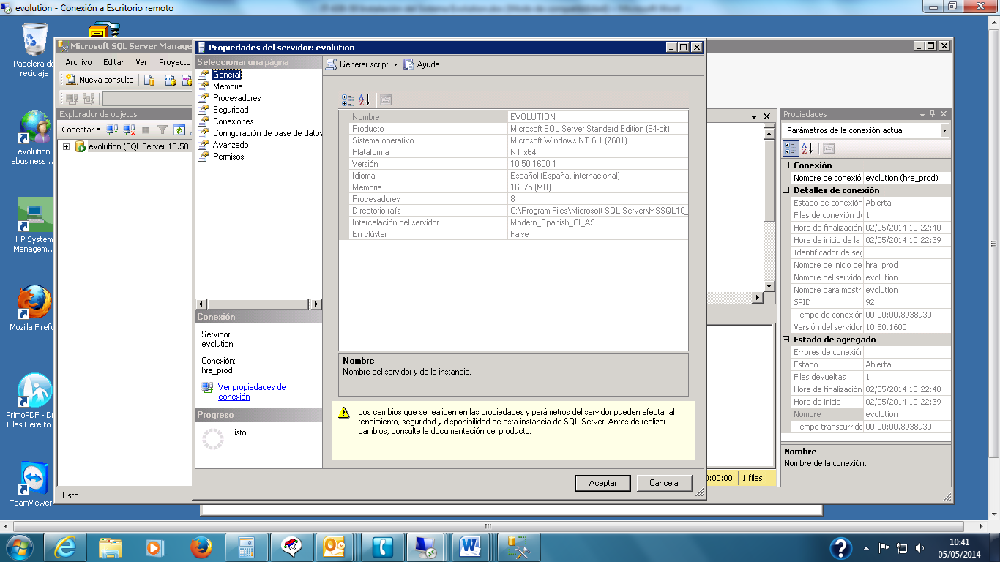 evolution - Conexión a Escritorio remoto
Papelera de
reciclaje
evolution
ebusiness ...
HP System
Managem...
Mozilla Firefo
PrimoPDF - Dr
Files Here to
TeamViewer
Microsoft SQL Server Manage
Archivo Editar Ver Proyecto
Nueva consulta
Explorador de objetos
Conectar
evolution (SQL Server 10.50.
Listo
Propiedades del servidor: evolution
Seleccionar una página
General
Memoria
Procesadores
Seguridad
Conexiones
Configuración de base de datos
Avanzado
Permisos
Conexión
Servidor:
evolution
Conexión:
hra_prod
Ver propiedades de
conexión
Progreso
Listo
Generar script Ayuda
Nombre EVOLUTION
Producto Microsoft SQL Server Standard Edition (64-bit)
Sistema operativo Microsoft Windows NT 6.1 (7601)
Plataforma NT x64
Versión 10.50.1600.1
Idioma Español (España, internacional)
Memoria 16375 (MB)
Procesadores 8
Directorio raíz C:\Program Files\Microsoft SQL Server\MSSQL10_
Intercalación del servidor Modern_Spanish_CI_AS
En clúster False
Nombre
Nombre del servidor y de la instancia.
Los cambios que se realicen en las propiedades y parámetros del servidor pueden afectar al
rendimiento, seguridad y disponibilidad de esta instancia de SQL Server. Antes de realizar
cambios, consulte la documentación del producto.
Aceptar Cancelar
0:00:00 1 filas
Propiedades
Parámetros de la conexión actual
Conexión
Nombre de conexión evolution (hra_prod)
Detalles de conexión
Estado de conexión Abierta
Filas de conexión de 1
Hora de finalización 02/05/2014 10:22:40
Hora de inicio de la 02/05/2014 10:22:39
Identificador de seg
Nombre de inicio de hra_prod
Nombre del servidor evolution
Nombre para mostra evolution
SPID 92
Tiempo de conexión 00:00:00.8938930
Versión del servidor 10.50.1600
Estado de agregado
Errores de conexión
Estado Abierta
Filas devueltas 1
Hora de finalización 02/05/2014 10:22:40
Hora de inicio 02/05/2014 10:22:39
Nombre evolution
Tiempo transcurrido 00:00:00.8938930
Nombre
Nombre de la conexión.
10:41
05/05/2014